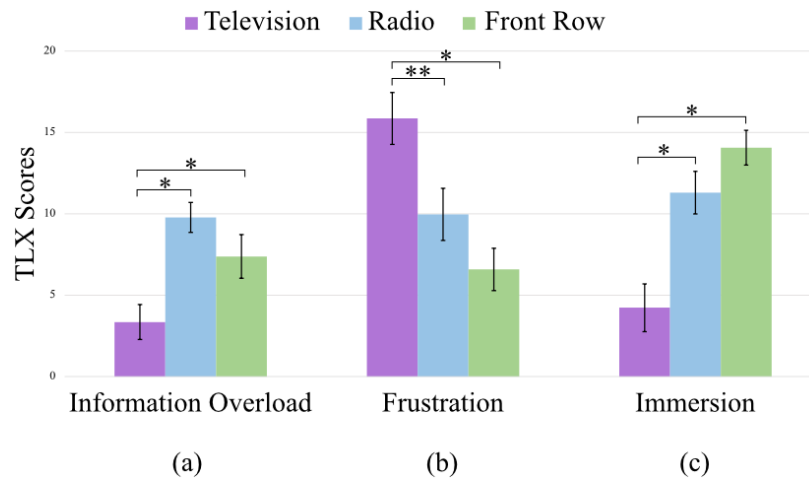 Television Radio Front Row
20
15
10
5
0
TLX Scores
* *
** *
* *
Information Overload Frustration Immersion
(a) (b) (c)